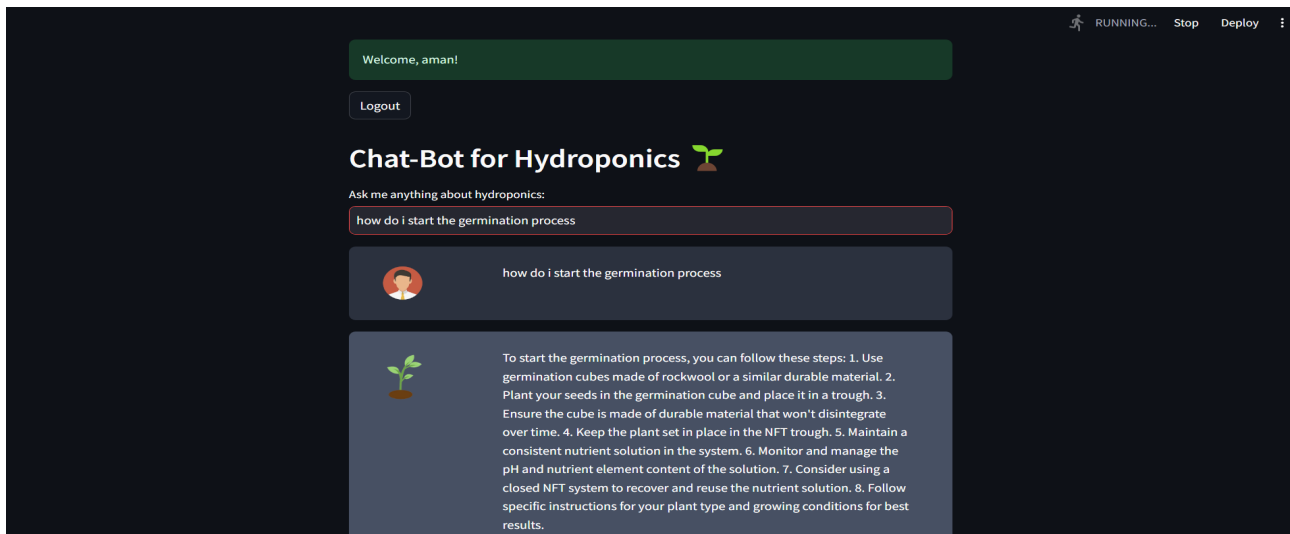 RUNNING... Stop Deploy
Welcome, aman!
Logout
Chat-Bot for Hydroponics
Ask me anything about hydroponics:
how do i start the germination process
how do i start the germination process
To start the germination process, you can follow these steps: 1. Use
germination cubes made of rockwool or a similar durable material. 2.
Plant your seeds in the germination cube and place it in a trough. 3.
Ensure the cube is made of durable material that won't disintegrate
over time. 4. Keep the plant set in place in the NFT trough. 5. Maintain a
consistent nutrient solution in the system. 6. Monitor and manage the
pH and nutrient element content of the solution. 7. Consider using a
closed NFT system to recover and reuse the nutrient solution. 8. Follow
specific instructions for your plant type and growing conditions for best
results.